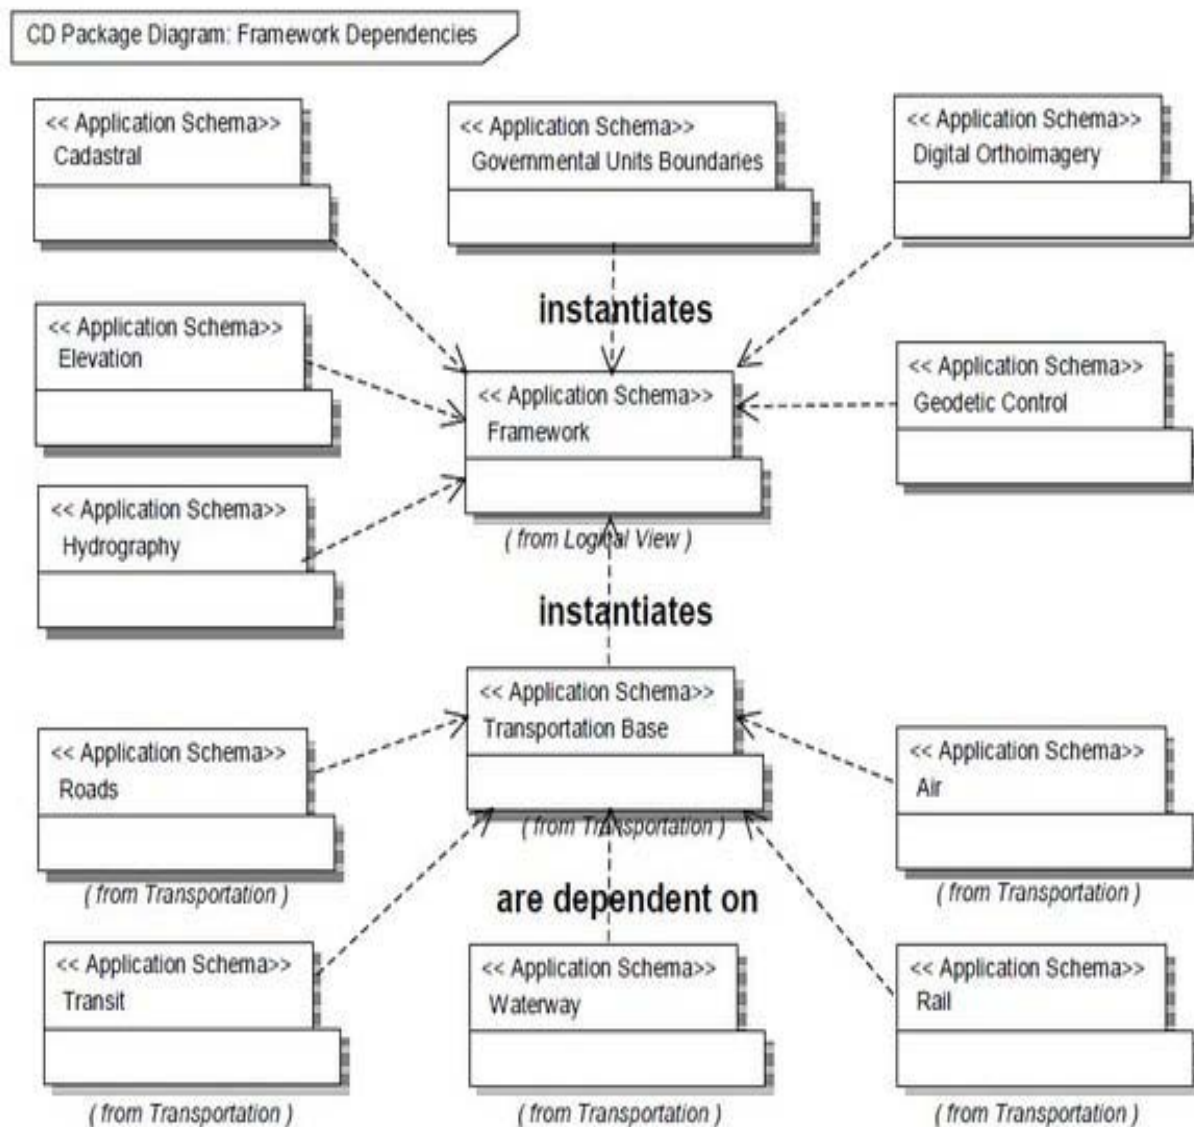 CD Package Diagram: Framework Dependencies
<< Application Schema>>
Cadastral
<< Application Schema>>
Governmental Units Boundaries
<< Application Schema>>
Digital Orthoimagery
instantiates
<< Application Schema>>
Elevation
<< Application Schema>>
Framework
( from Logical View )
<< Application Schema>>
Geodetic Control
<< Application Schema>>
Hydrography
instantiates
<< Application Schema>>
Transportation Base
( from Transportation )
<< Application Schema>>
Roads
( from Transportation )
<< Application Schema>>
Air
( from Transportation )
are dependent on
<< Application Schema>>
Transit
( from Transportation )
<< Application Schema>>
Waterway
( from Transportation )
<< Application Schema>>
Rail
( from Transportation )